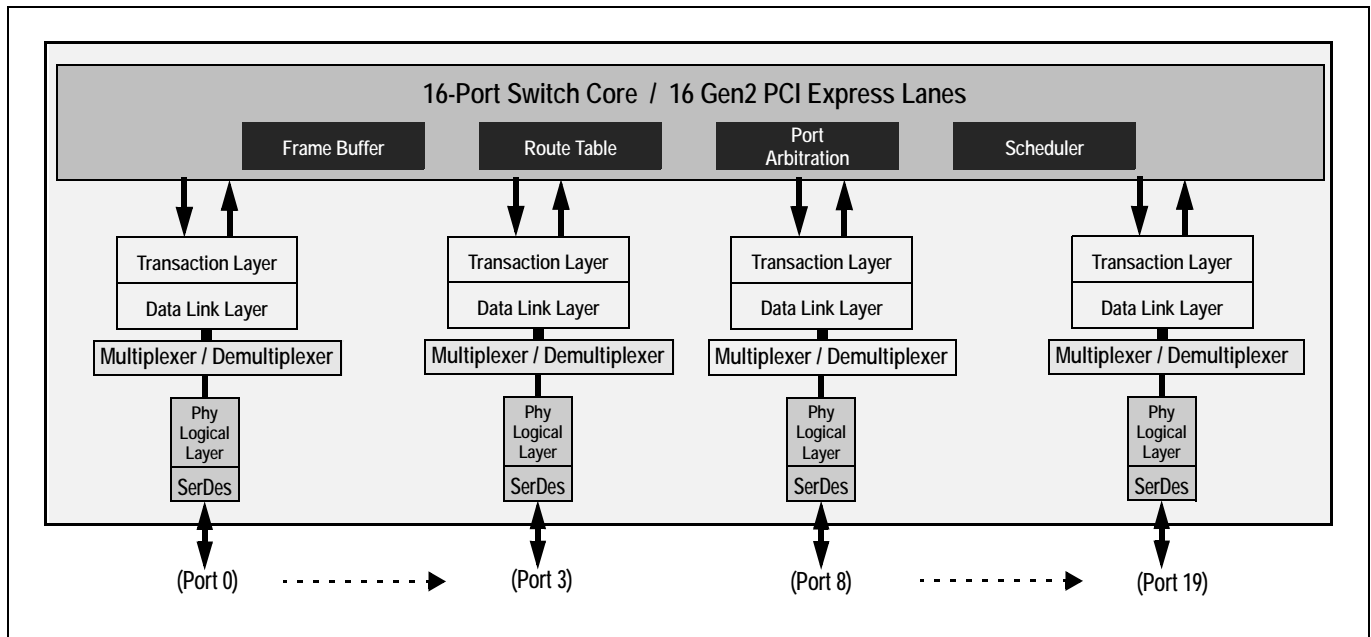 16-Port Switch Core / 16 Gen2 PCI Express Lanes
Frame Buffer
Route Table
Port
Arbitration
Scheduler
Transaction Layer
Data Link Layer
Multiplexer / Demultiplexer
Phy
Logical
Layer
SerDes
(Port 0)
Transaction Layer
Data Link Layer
Multiplexer / Demultiplexer
Phy
Logical
Layer
SerDes
(Port 3)
Transaction Layer
Data Link Layer
Multiplexer / Demultiplexer
Phy
Logical
Layer
SerDes
(Port 8)
Transaction Layer
Data Link Layer
Multiplexer / Demultiplexer
Phy
Logical
Layer
SerDes
(Port 19)